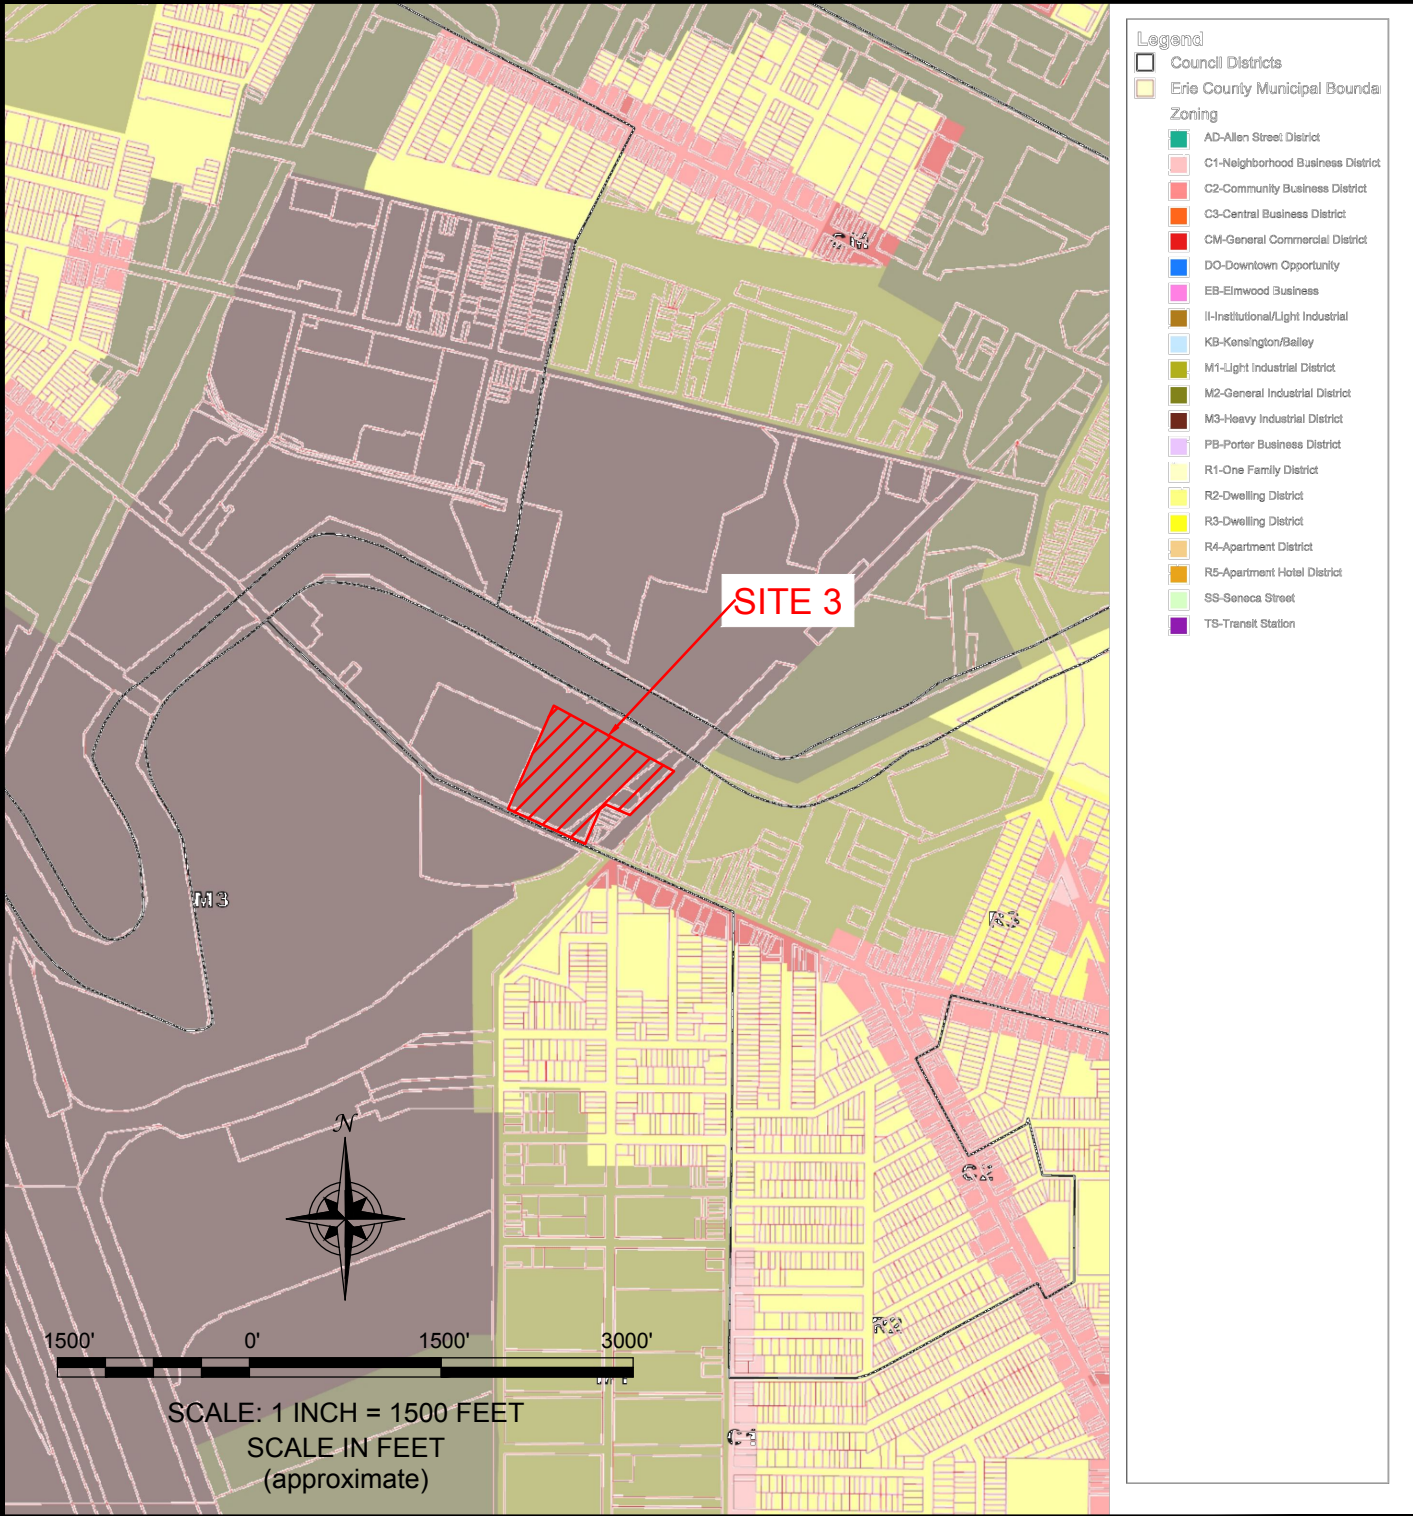 Legend
Council Districts
Erie County Municipal Bounda
Zoning
AD-Allen Street District
C1-Neighborhood Business District
C2-Community Business District
C3-Central Business District
CM-General Commercial District
DO-Downtown Opportunity
EB-Elmwood Business
II-Institutional/Light Industrial
KB-Kensington/Bailey
M1-Light Industrial District
M2-General Industrial District
M3-Heavy Industrial District
PB-Porter Business District
R1-One Family District
R2-Dwelling District
R3-Dwelling District
R4-Apartment District
R5-Apartment Hotel District
SS-Seneca Street
TS-Transit Station
CM
SITE 3
M3
R3
C2
R2
C1
N
1500' 0' 1500' 3000'
SCALE: 1 INCH = 1500 FEET
SCALE IN FEET
(approximate)